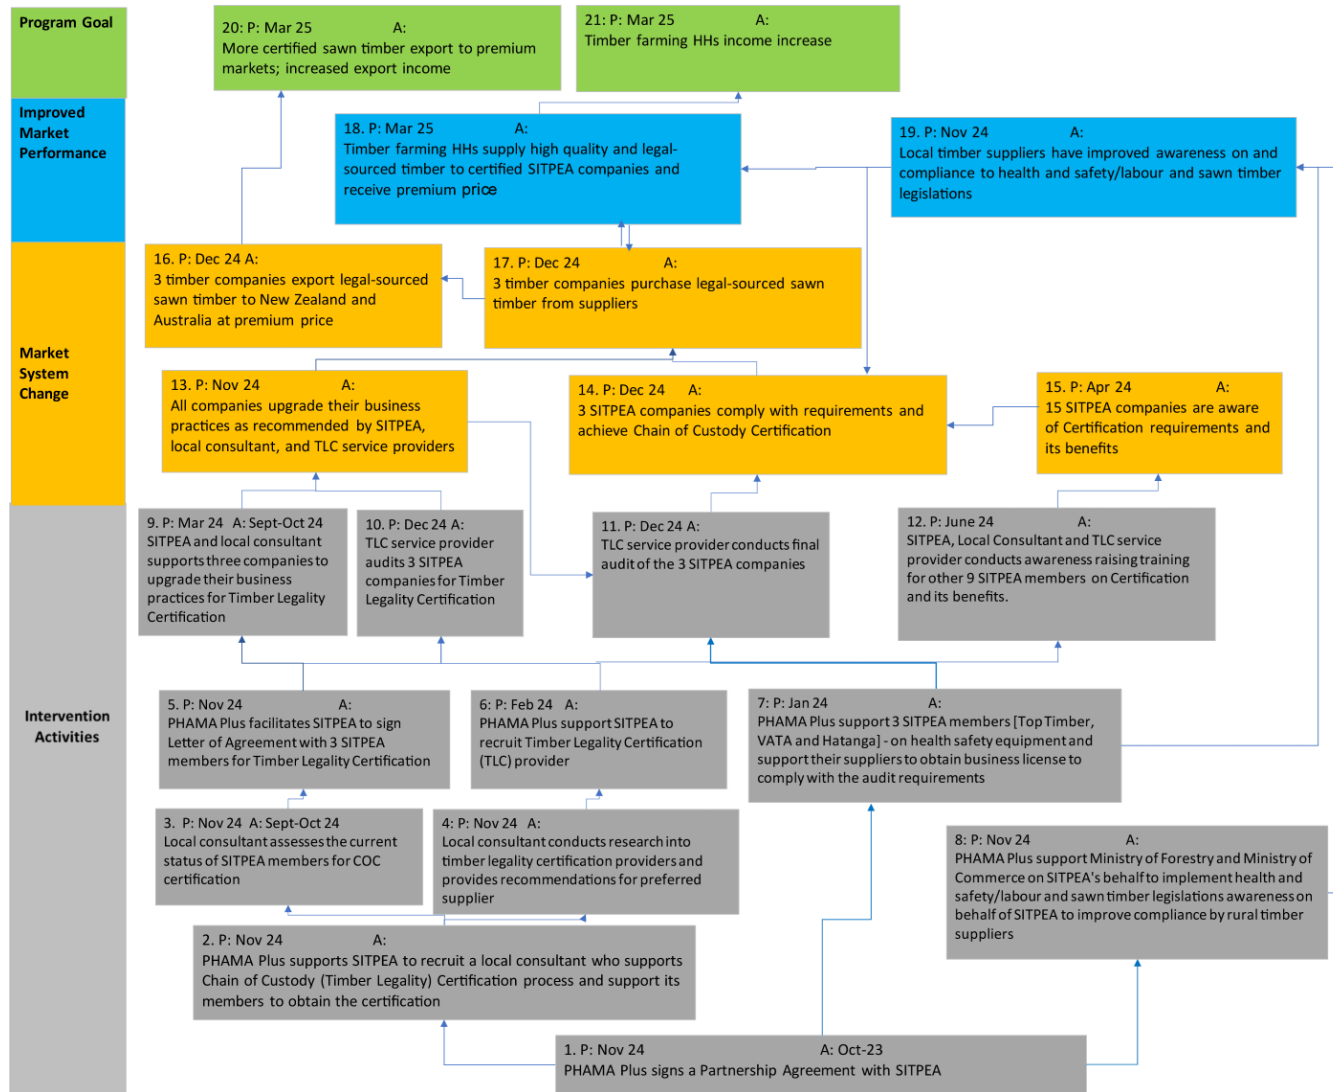 Program Goal
20: P: Mar 25 A:
More certified sawn timber export to premium
markets; increased export income
21: P: Mar 25 A:
Timber farming HHs income increase
Improved
Market
Performance
18. P: Mar 25 A:
Timber farming HHs supply high quality and legal-
sourced timber to certified SITPEA companies and
receive premium price
19. P: Nov 24 A:
Local timber suppliers have improved awareness on and
compliance to health and safety/labour and sawn timber
legislations
Market
System
Change
16. P: Dec 24 A:
3 timber companies export legal-sourced
sawn timber to New Zealand and
Australia at premium price
17. P: Dec 24 A:
3 timber companies purchase legal-sourced sawn
timber from suppliers
13. P: Nov 24 A:
All companies upgrade their business
practices as recommended by SITPEA,
local consultant, and TLC service providers
14. P: Dec 24 A:
3 SITPEA companies comply with requirements and
achieve Chain of Custody Certification
15. P: Apr 24 A:
15 SITPEA companies are aware
of Certification requirements and
its benefits
Intervention
Activities
9. P: Mar 24 A: Sept-Oct 24
SITPEA and local consultant
supports three companies to
upgrade their business
practices for Timber Legality
Certification
10. P: Dec 24 A:
TLC service provider
audits 3 SITPEA
companies for Timber
Legality Certification
11. P: Dec 24 A:
TLC service provider conducts final
audit of the 3 SITPEA companies
12. P: June 24 A:
SITPEA, Local Consultant and TLC service
provider conducts awareness raising training
for other 9 SITPEA members on Certification
and its benefits.
5. P: Nov 24 A:
PHAMA Plus facilitates SITPEA to sign
Letter of Agreement with 3 SITPEA
members for Timber Legality Certification
6: P: Feb 24 A:
PHAMA Plus support SITPEA to
recruit Timber Legality Certification
(TLC) provider
7: P: Jan 24 A:
PHAMA Plus support 3 SITPEA members [Top Timber,
VATA and Hatanga] - on health safety equipment and
support their suppliers to obtain business license to
comply with the audit requirements
3. P: Nov 24 A: Sept-Oct 24
Local consultant assesses the current
status of SITPEA members for COC
certification
4: P: Nov 24 A:
Local consultant conducts research into
timber legality certification providers and
provides recommendations for preferred
supplier
8: P: Nov 24 A:
PHAMA Plus support Ministry of Forestry and Ministry of
Commerce on SITPEA's behalf to implement health and
safety/labour and sawn timber legislations awareness on
behalf of SITPEA to improve compliance by rural timber
suppliers
2. P: Nov 24 A:
PHAMA Plus supports SITPEA to recruit a local consultant who supports
Chain of Custody (Timber Legality) Certification process and support its
members to obtain the certification
1. P: Nov 24 A: Oct-23
PHAMA Plus signs a Partnership Agreement with SITPEA